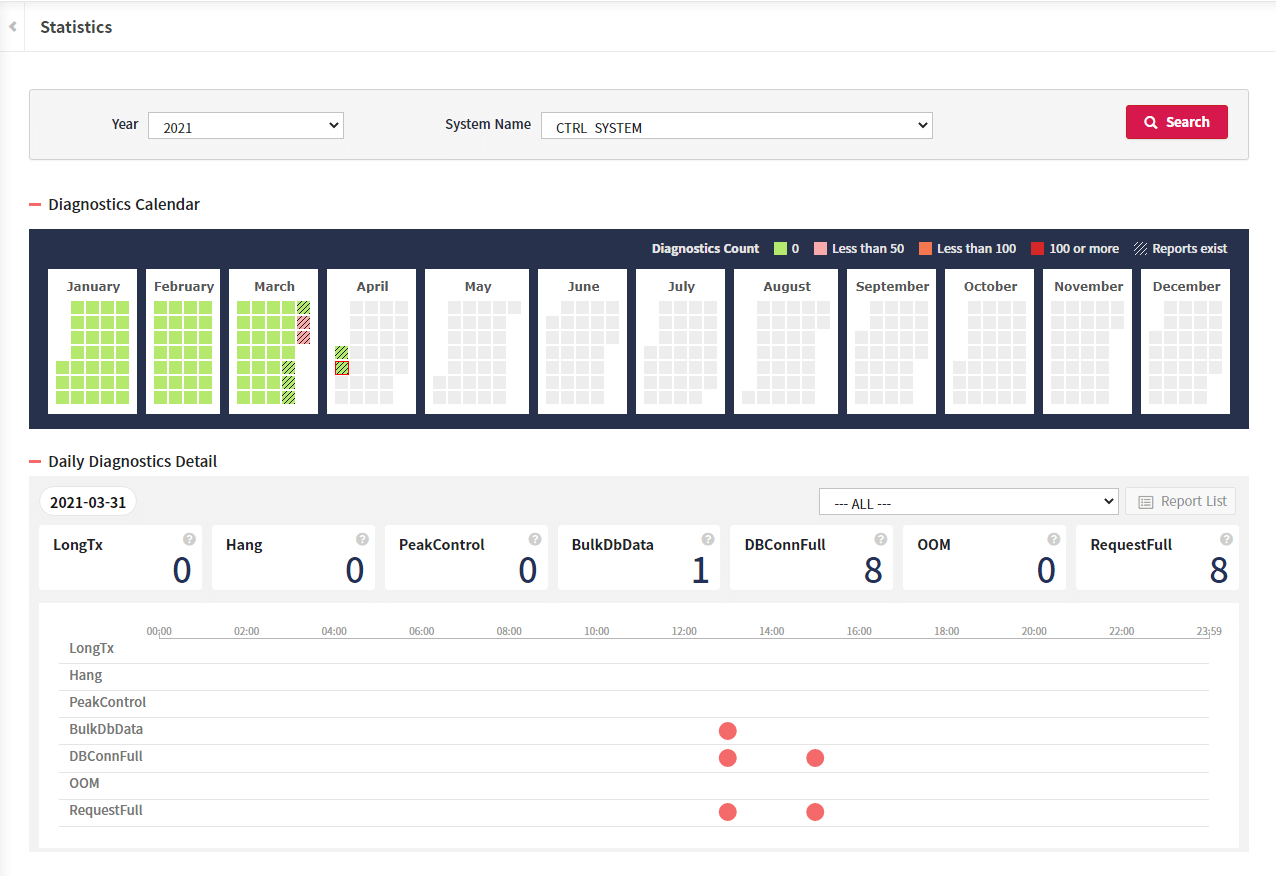 Statistics
Year 2021 System Name CTRL_SYSTEM Search
Diagnostics Calendar
Diagnostics Count 0 Less than 50 Less than 100 100 or more Reports exist
January February March April May June July August September October November December
Daily Diagnostics Detail
2021-03-31 --- ALL --- Report List
LongTx ? Hang ? PeakControl ? BulkDbData ? DBConnFull ? OOM ? RequestFull ?
0 0 0 1 8 0 8
00:00 02:00 04:00 06:00 08:00 10:00 12:00 14:00 16:00 18:00 20:00 22:00 23:59
LongTx
Hang
PeakControl
BulkDbData
DBConnFull
OOM
RequestFull